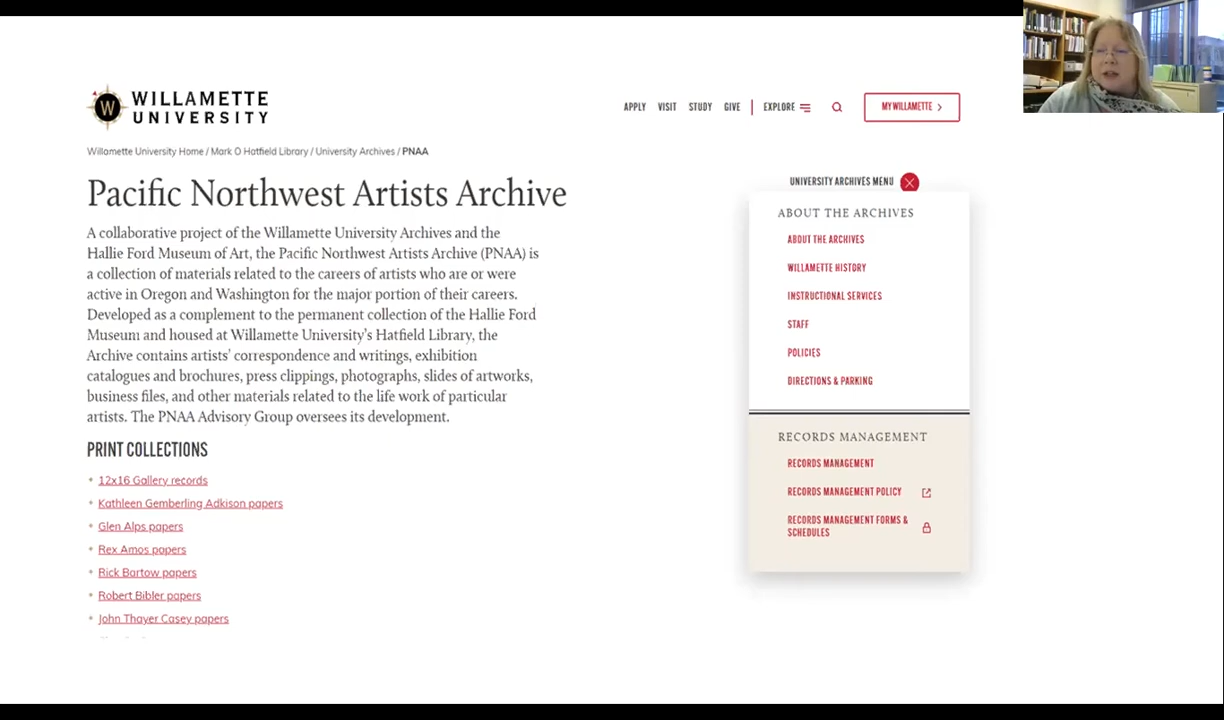 WILLAMETTE
UNIVERSITY
APPLY VISIT STUDY GIVE EXPLORE MY WILLAMETTE
Willamette University Home / Mark O Hatfield Library / University Archives / PNAA
Pacific Northwest Artists Archive
A collaborative project of the Willamette University Archives and the
Hallie Ford Museum of Art, the Pacific Northwest Artists Archive (PNAA) is
a collection of materials related to the careers of artists who are or were
active in Oregon and Washington for the major portion of their careers.
Developed as a complement to the permanent collection of the Hallie Ford
Museum and housed at Willamette University's Hatfield Library, the
Archive contains artists' correspondence and writings, exhibition
catalogues and brochures, press clippings, photographs, slides of artworks,
business files, and other materials related to the life work of particular
artists. The PNAA Advisory Group oversees its development.
PRINT COLLECTIONS
12x16 Gallery records
Kathleen Gemberling Adkison papers
Glen Alps papers
Rex Amos papers
Rick Bartow papers
Robert Bibler papers
John Thayer Casey papers
UNIVERSITY ARCHIVES MENU
ABOUT THE ARCHIVES
ABOUT THE ARCHIVES
WILLAMETTE HISTORY
INSTRUCTIONAL SERVICES
STAFF
POLICIES
DIRECTIONS & PARKING
RECORDS MANAGEMENT
RECORDS MANAGEMENT
RECORDS MANAGEMENT POLICY
RECORDS MANAGEMENT FORMS &
SCHEDULES